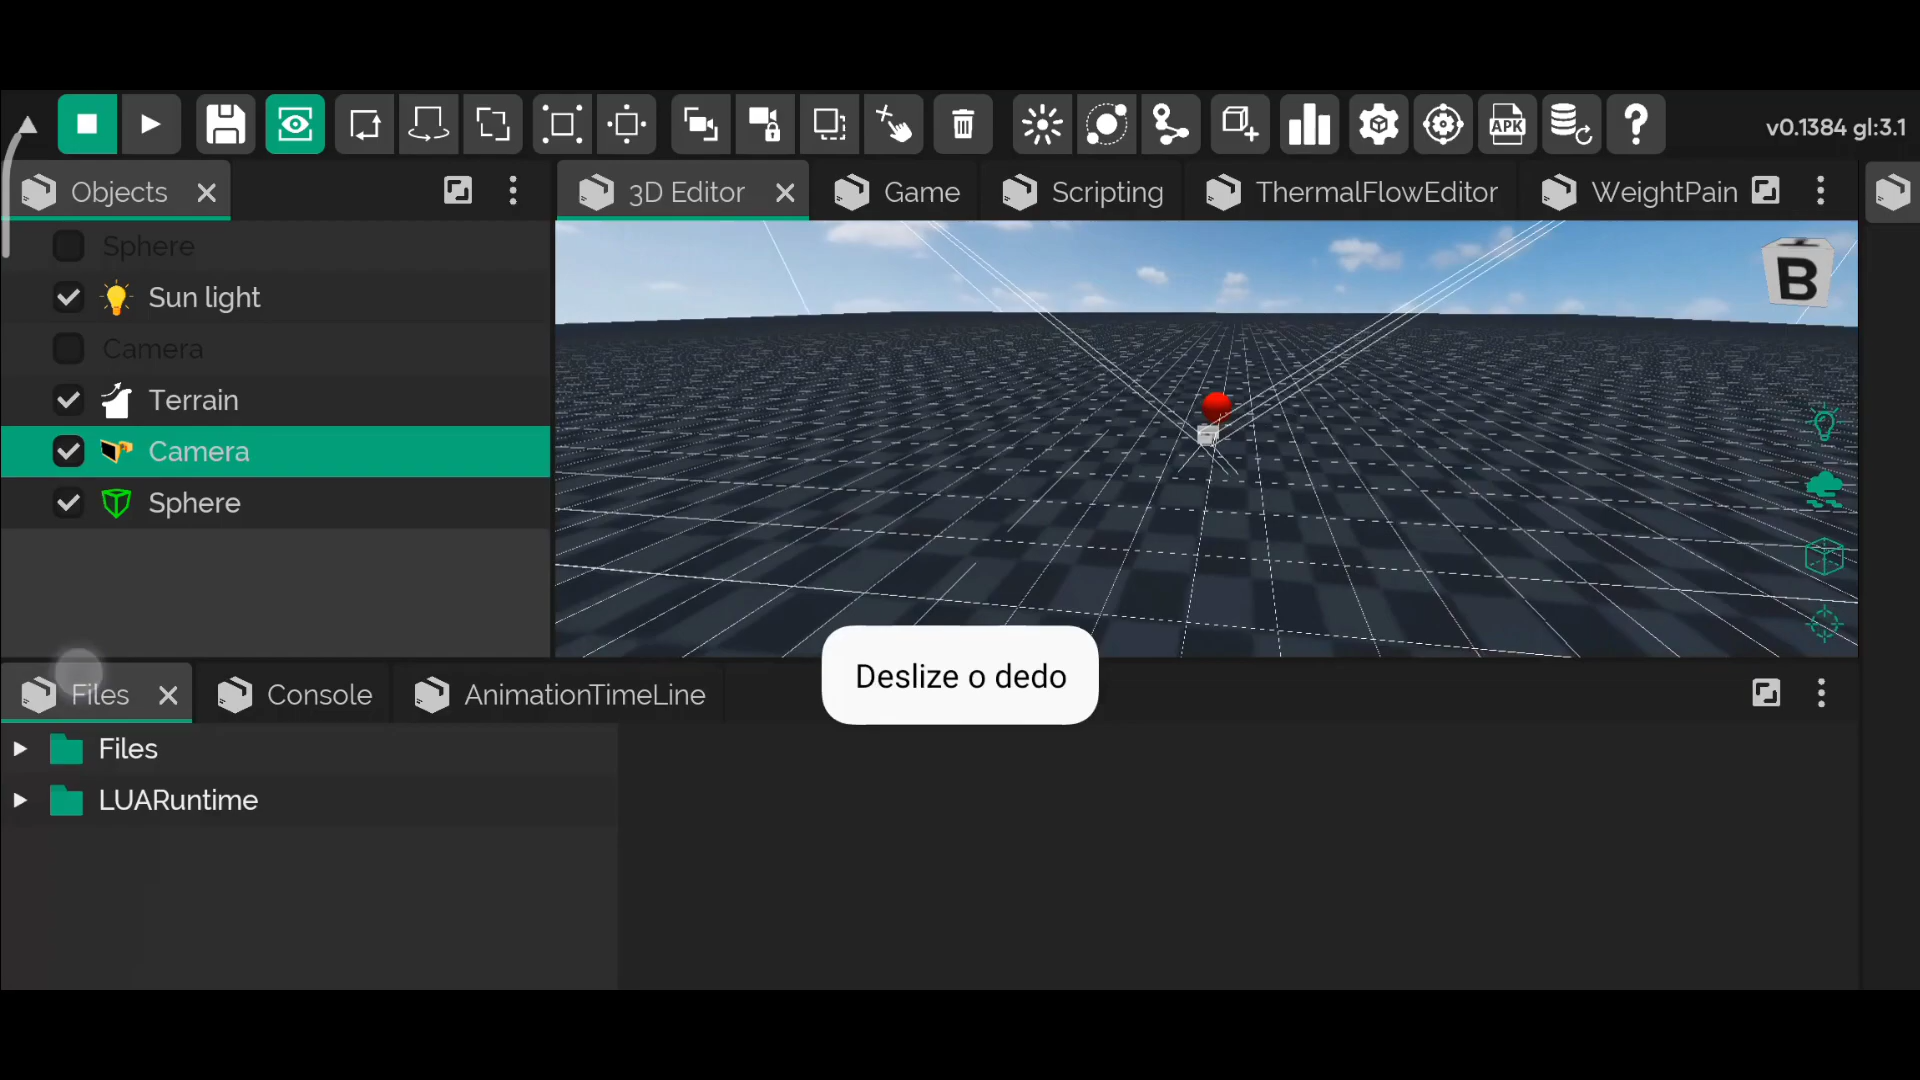 APK
v0.1384 gl:3.1
Objects
3D Editor
Game
Scripting
ThermalFlowEditor
WeightPain
Sphere
Sun light
Camera
Terrain
Camera
Sphere
B
Deslize o dedo
Files
Console
AnimationTimeLine
Files
LUARuntime